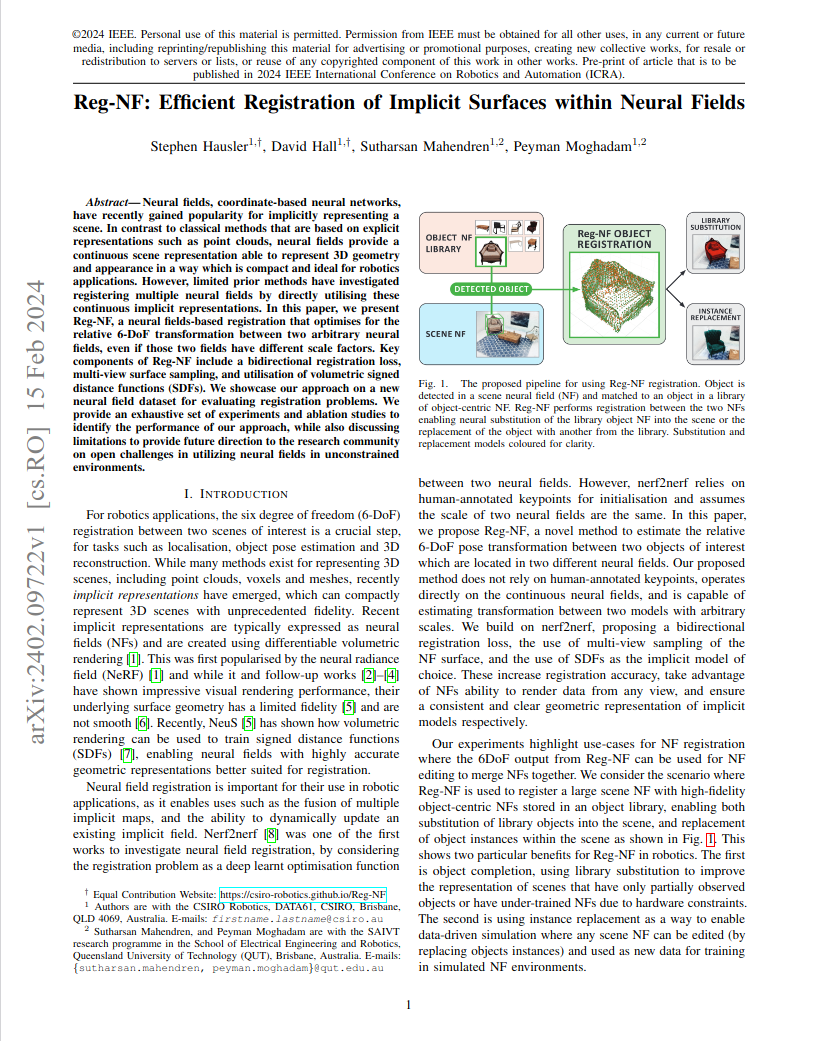 ©2024 IEEE. Personal use of this material is permitted. Permission from IEEE must be obtained for all other uses, in any current or future
media, including reprinting/republishing this material for advertising or promotional purposes, creating new collective works, for resale or
redistribution to servers or lists, or reuse of any copyrighted component of this work in other works. Pre-print of article that is to be
published in 2024 IEEE International Conference on Robotics and Automation (ICRA).
Reg-NF: Efficient Registration of Implicit Surfaces within Neural Fields
Stephen Hausler1,†, David Hall1,†, Sutharsan Mahendren1,2, Peyman Moghadam1,2
arXiv:2402.09722v1 [cs.RO] 15 Feb 2024
Abstract— Neural fields, coordinate-based neural networks,
have recently gained popularity for implicitly representing a
scene. In contrast to classical methods that are based on explicit
representations such as point clouds, neural fields provide a
continuous scene representation able to represent 3D geometry
and appearance in a way which is compact and ideal for robotics
applications. However, limited prior methods have investigated
registering multiple neural fields by directly utilising these
continuous implicit representations. In this paper, we present
Reg-NF, a neural fields-based registration that optimises for the
relative 6-DoF transformation between two arbitrary neural
fields, even if those two fields have different scale factors. Key
components of Reg-NF include a bidirectional registration loss,
multi-view surface sampling, and utilisation of volumetric signed
distance functions (SDFs). We showcase our approach on a new
neural field dataset for evaluating registration problems. We
provide an exhaustive set of experiments and ablation studies to
identify the performance of our approach, while also discussing
limitations to provide future direction to the research community
on open challenges in utilizing neural fields in unconstrained
environments.
I. INTRODUCTION
For robotics applications, the six degree of freedom (6-DoF)
registration between two scenes of interest is a crucial step,
for tasks such as localisation, object pose estimation and 3D
reconstruction. While many methods exist for representing 3D
scenes, including point clouds, voxels and meshes, recently
implicit representations have emerged, which can compactly
represent 3D scenes with unprecedented fidelity. Recent
implicit representations are typically expressed as neural
fields (NFs) and are created using differentiable volumetric
rendering [1]. This was first popularised by the neural radiance
field (NeRF) [1] and while it and follow-up works [2]–[4]
have shown impressive visual rendering performance, their
underlying surface geometry has a limited fidelity [5] and are
not smooth [6]. Recently, NeuS [5] has shown how volumetric
rendering can be used to train signed distance functions
(SDFs) [7], enabling neural fields with highly accurate
geometric representations better suited for registration.
Neural field registration is important for their use in robotic
applications, as it enables uses such as the fusion of multiple
implicit maps, and the ability to dynamically update an
existing implicit field. Nerf2nerf [8] was one of the first
works to investigate neural field registration, by considering
the registration problem as a deep learnt optimisation function
† Equal Contribution Website: https://csiro-robotics.github.io/Reg-NF
1 Authors are with the CSIRO Robotics, DATA61, CSIRO, Brisbane,
QLD 4069, Australia. E-mails: firstname.lastname@csiro.au
2 Sutharsan Mahendren, and Peyman Moghadam are with the SAIVT
research programme in the School of Electrical Engineering and Robotics,
Queensland University of Technology (QUT), Brisbane, Australia. E-mails:
{sutharsan.mahendren, peyman.moghadam}@qut.edu.au
OBJECT NF
LIBRARY
DETECTED OBJECT
SCENE NF
Reg-NF OBJECT
REGISTRATION
LIBRARY
SUBSTITUTION
INSTANCE
REPLACEMENT
Fig. 1. The proposed pipeline for using Reg-NF registration. Object is
detected in a scene neural field (NF) and matched to an object in a library
of object-centric NF. Reg-NF performs registration between the two NFs
enabling neural substitution of the library object NF into the scene or the
replacement of the object with another from the library. Substitution and
replacement models coloured for clarity.
between two neural fields. However, nerf2nerf relies on
human-annotated keypoints for initialisation and assumes
the scale of two neural fields are the same. In this paper,
we propose Reg-NF, a novel method to estimate the relative
6-DoF pose transformation between two objects of interest
which are located in two different neural fields. Our proposed
method does not rely on human-annotated keypoints, operates
directly on the continuous neural fields, and is capable of
estimating transformation between two models with arbitrary
scales. We build on nerf2nerf, proposing a bidirectional
registration loss, the use of multi-view sampling of the
NF surface, and the use of SDFs as the implicit model of
choice. These increase registration accuracy, take advantage
of NFs ability to render data from any view, and ensure
a consistent and clear geometric representation of implicit
models respectively.
Our experiments highlight use-cases for NF registration
where the 6DoF output from Reg-NF can be used for NF
editing to merge NFs together. We consider the scenario where
Reg-NF is used to register a large scene NF with high-fidelity
object-centric NFs stored in an object library, enabling both
substitution of library objects into the scene, and replacement
of object instances within the scene as shown in Fig. 1. This
shows two particular benefits for Reg-NF in robotics. The first
is object completion, using library substitution to improve
the representation of scenes that have only partially observed
objects or have under-trained NFs due to hardware constraints.
The second is using instance replacement as a way to enable
data-driven simulation where any scene NF can be edited (by
replacing objects instances) and used as new data for training
in simulated NF environments.
1